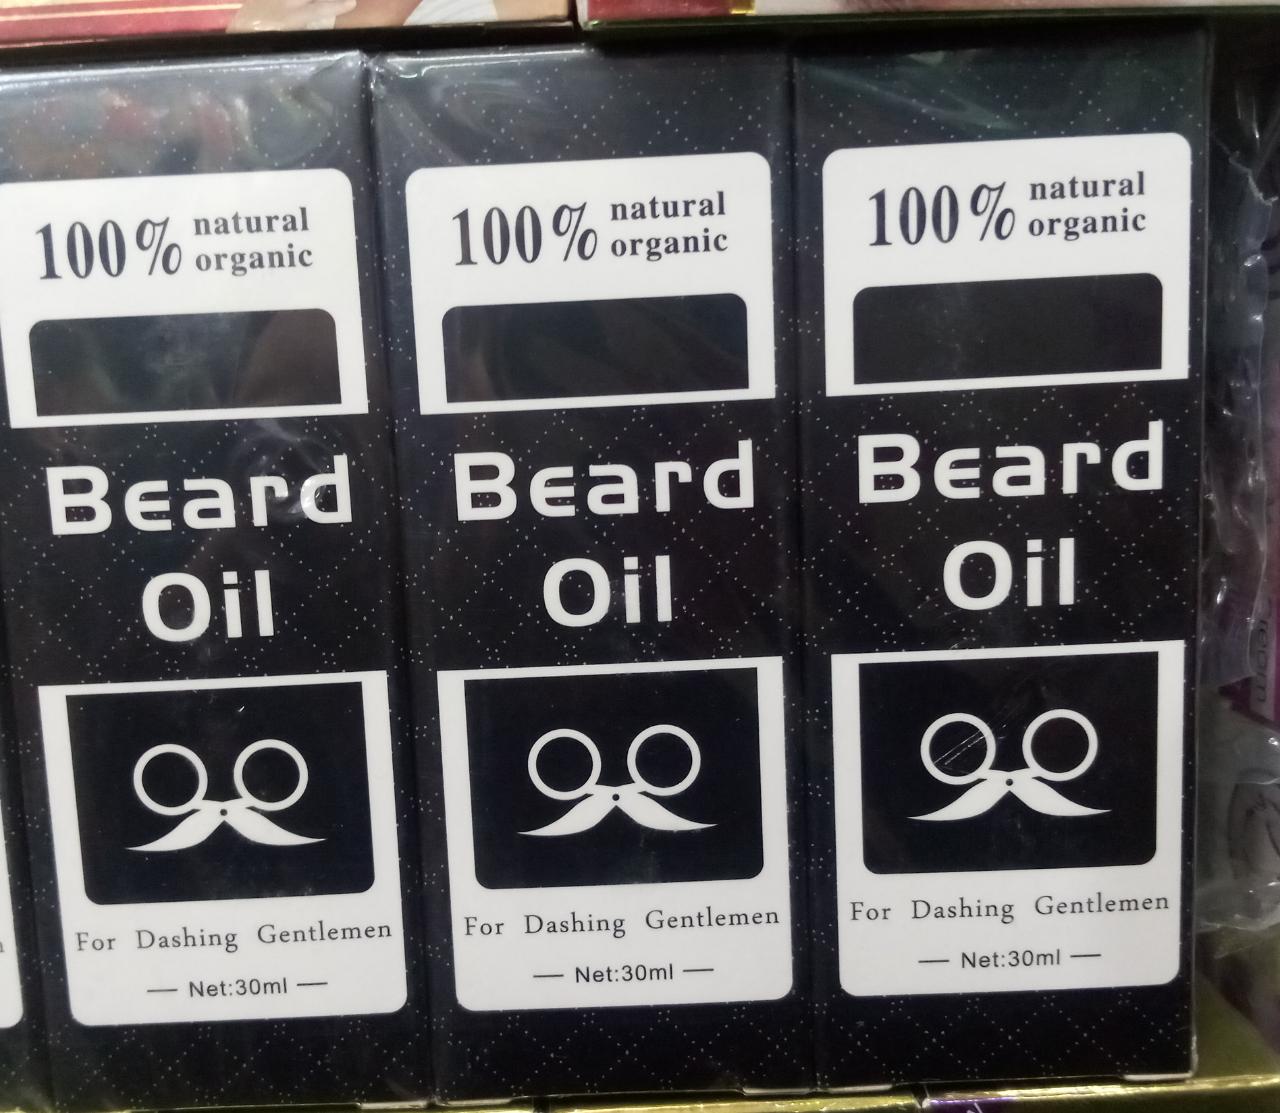 100% natural
organic
Beard
Oil
For Dashing Gentlemen
Net:30ml
100% natural
organic
Beard
Oil
For Dashing Gentlemen
Net:30ml
100% natural
organic
Beard
Oil
For Dashing Gentlemen
Net:30ml